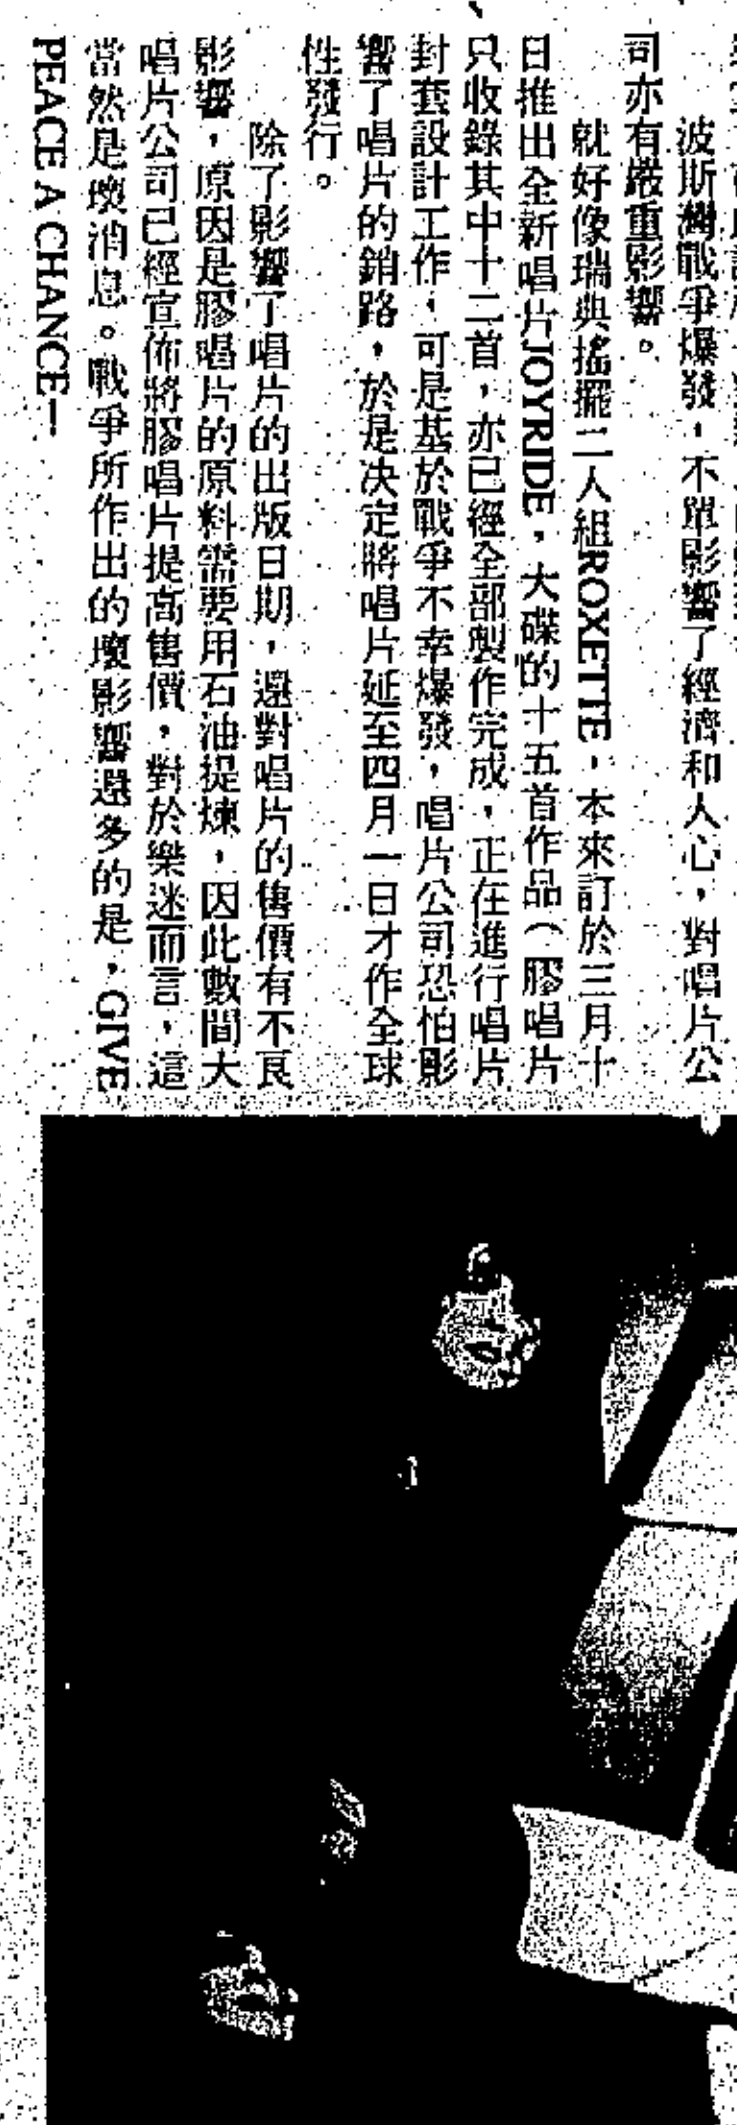 波斯灣戰爭爆發，不單影響了經濟和人心，對唱片公
司亦有嚴重影響。
就好像瑞典搖擺二人組ROXETTE，本來訂於三月十
日推出全新唱片JOYRIDE，大碟的十五首作品（膠唱片
只收錄其中十二首，亦已經全部製作完成，正在進行唱片
封套設計工作，可是基於戰爭不幸爆發，唱片公司恐怕影
響了唱片的銷路，於是決定將唱片延至四月一日才作全球
性發行。
除了影響了唱片的出版日期，還對唱片的售價有不良
影響，原因是膠唱片的原料需要用石油提煉，因此數間大
唱片公司已經宣佈將膠唱片提高售價，對於樂迷而言，這
當然是壞消息。戰爭所作出的壞影響還多的是，GIVE
PEACE A CHANCE！